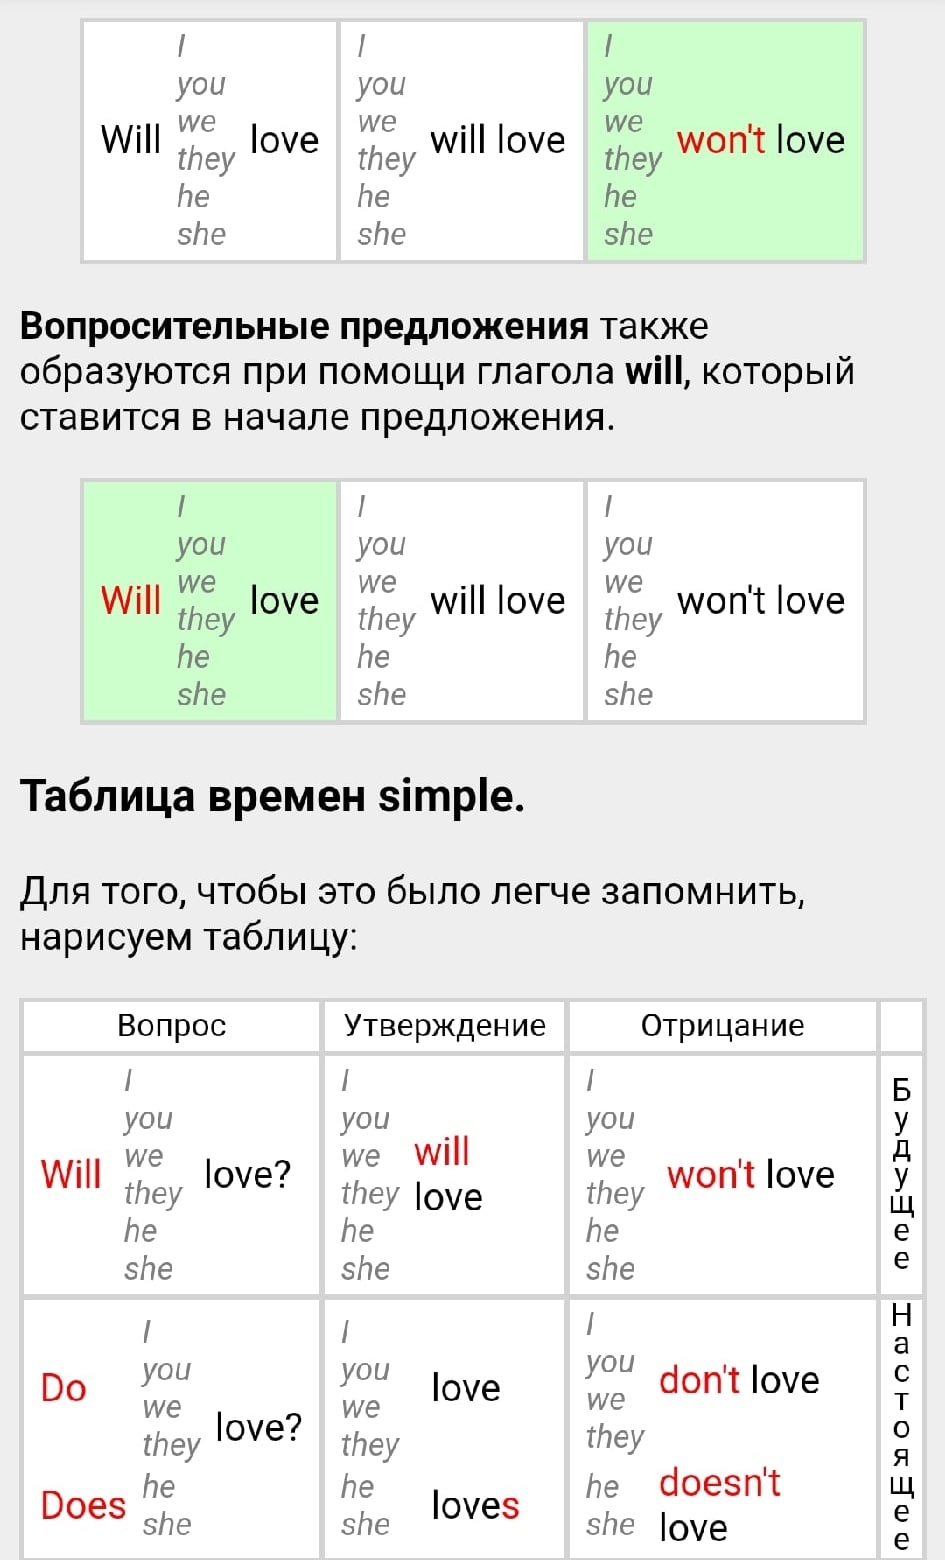 I I I
you you you
we we we
Will they love they will love they won't love
he he he
she she she
Вопросительные предложения также
образуются при помощи глагола will, который
ставится в начале предложения.
I I I
you you you
we we we
Will they love they will love they won't love
he he he
she she she
Таблица времен simple.
Для того, чтобы это было легче запомнить,
нарисуем таблицу:
Вопрос Утверждение Отрицание
I
you
we
Will they love?
he
she
I
you
we will
they love
he
she
I
you
we
they won't love
he
she
Будущее
I
Do you
we
they love?
Does he
she
I
you love
we
they
he loves
she
I
you don't love
we
they
he doesn't
she love
Настоящее